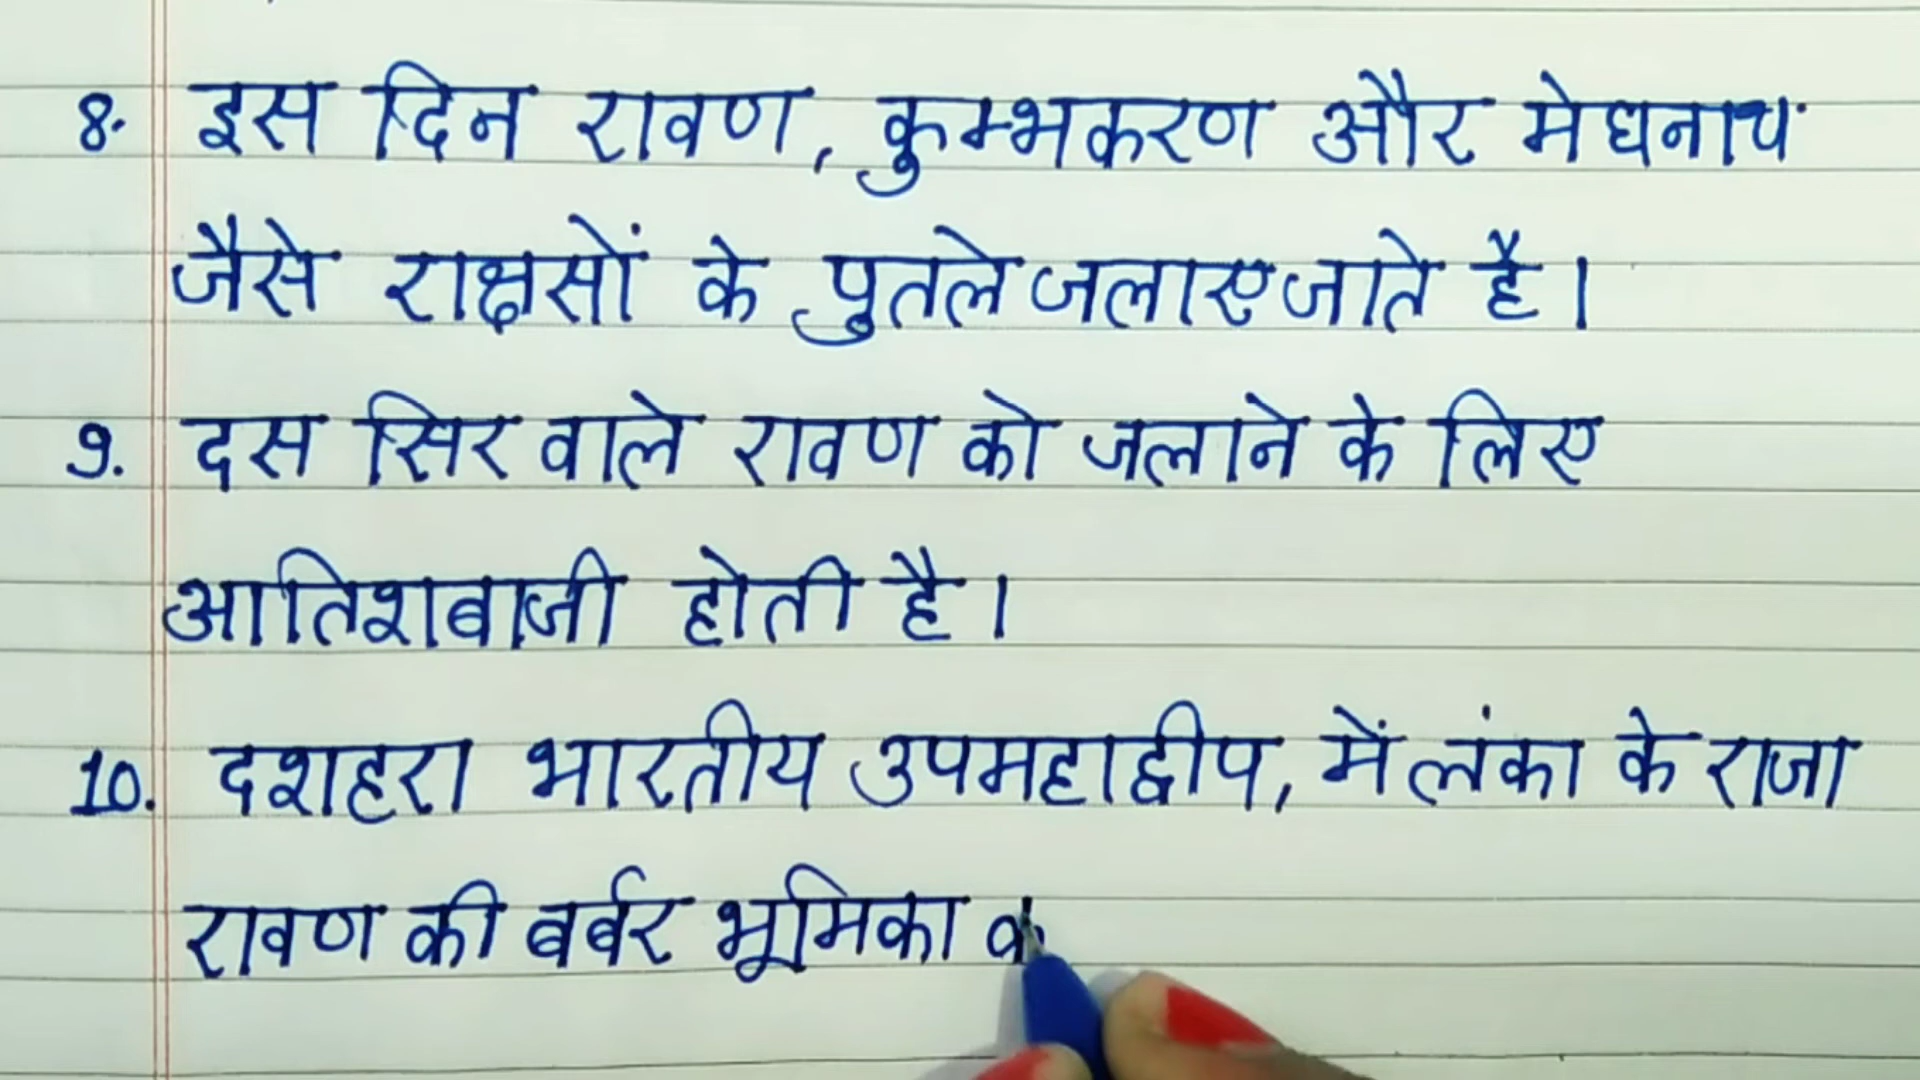 8. इस दिन रावण, कुम्भकरण और मेघनाथ
जैसे राक्षसों के पुतले जलाए जाते है।
9. दस सिर वाले रावण को जलाने के लिए
आतिशबाजी होती है।
10. दशहरा भारतीय उपमहाद्वीप, में लंका के राजा
रावण की बर्बर भूमिका